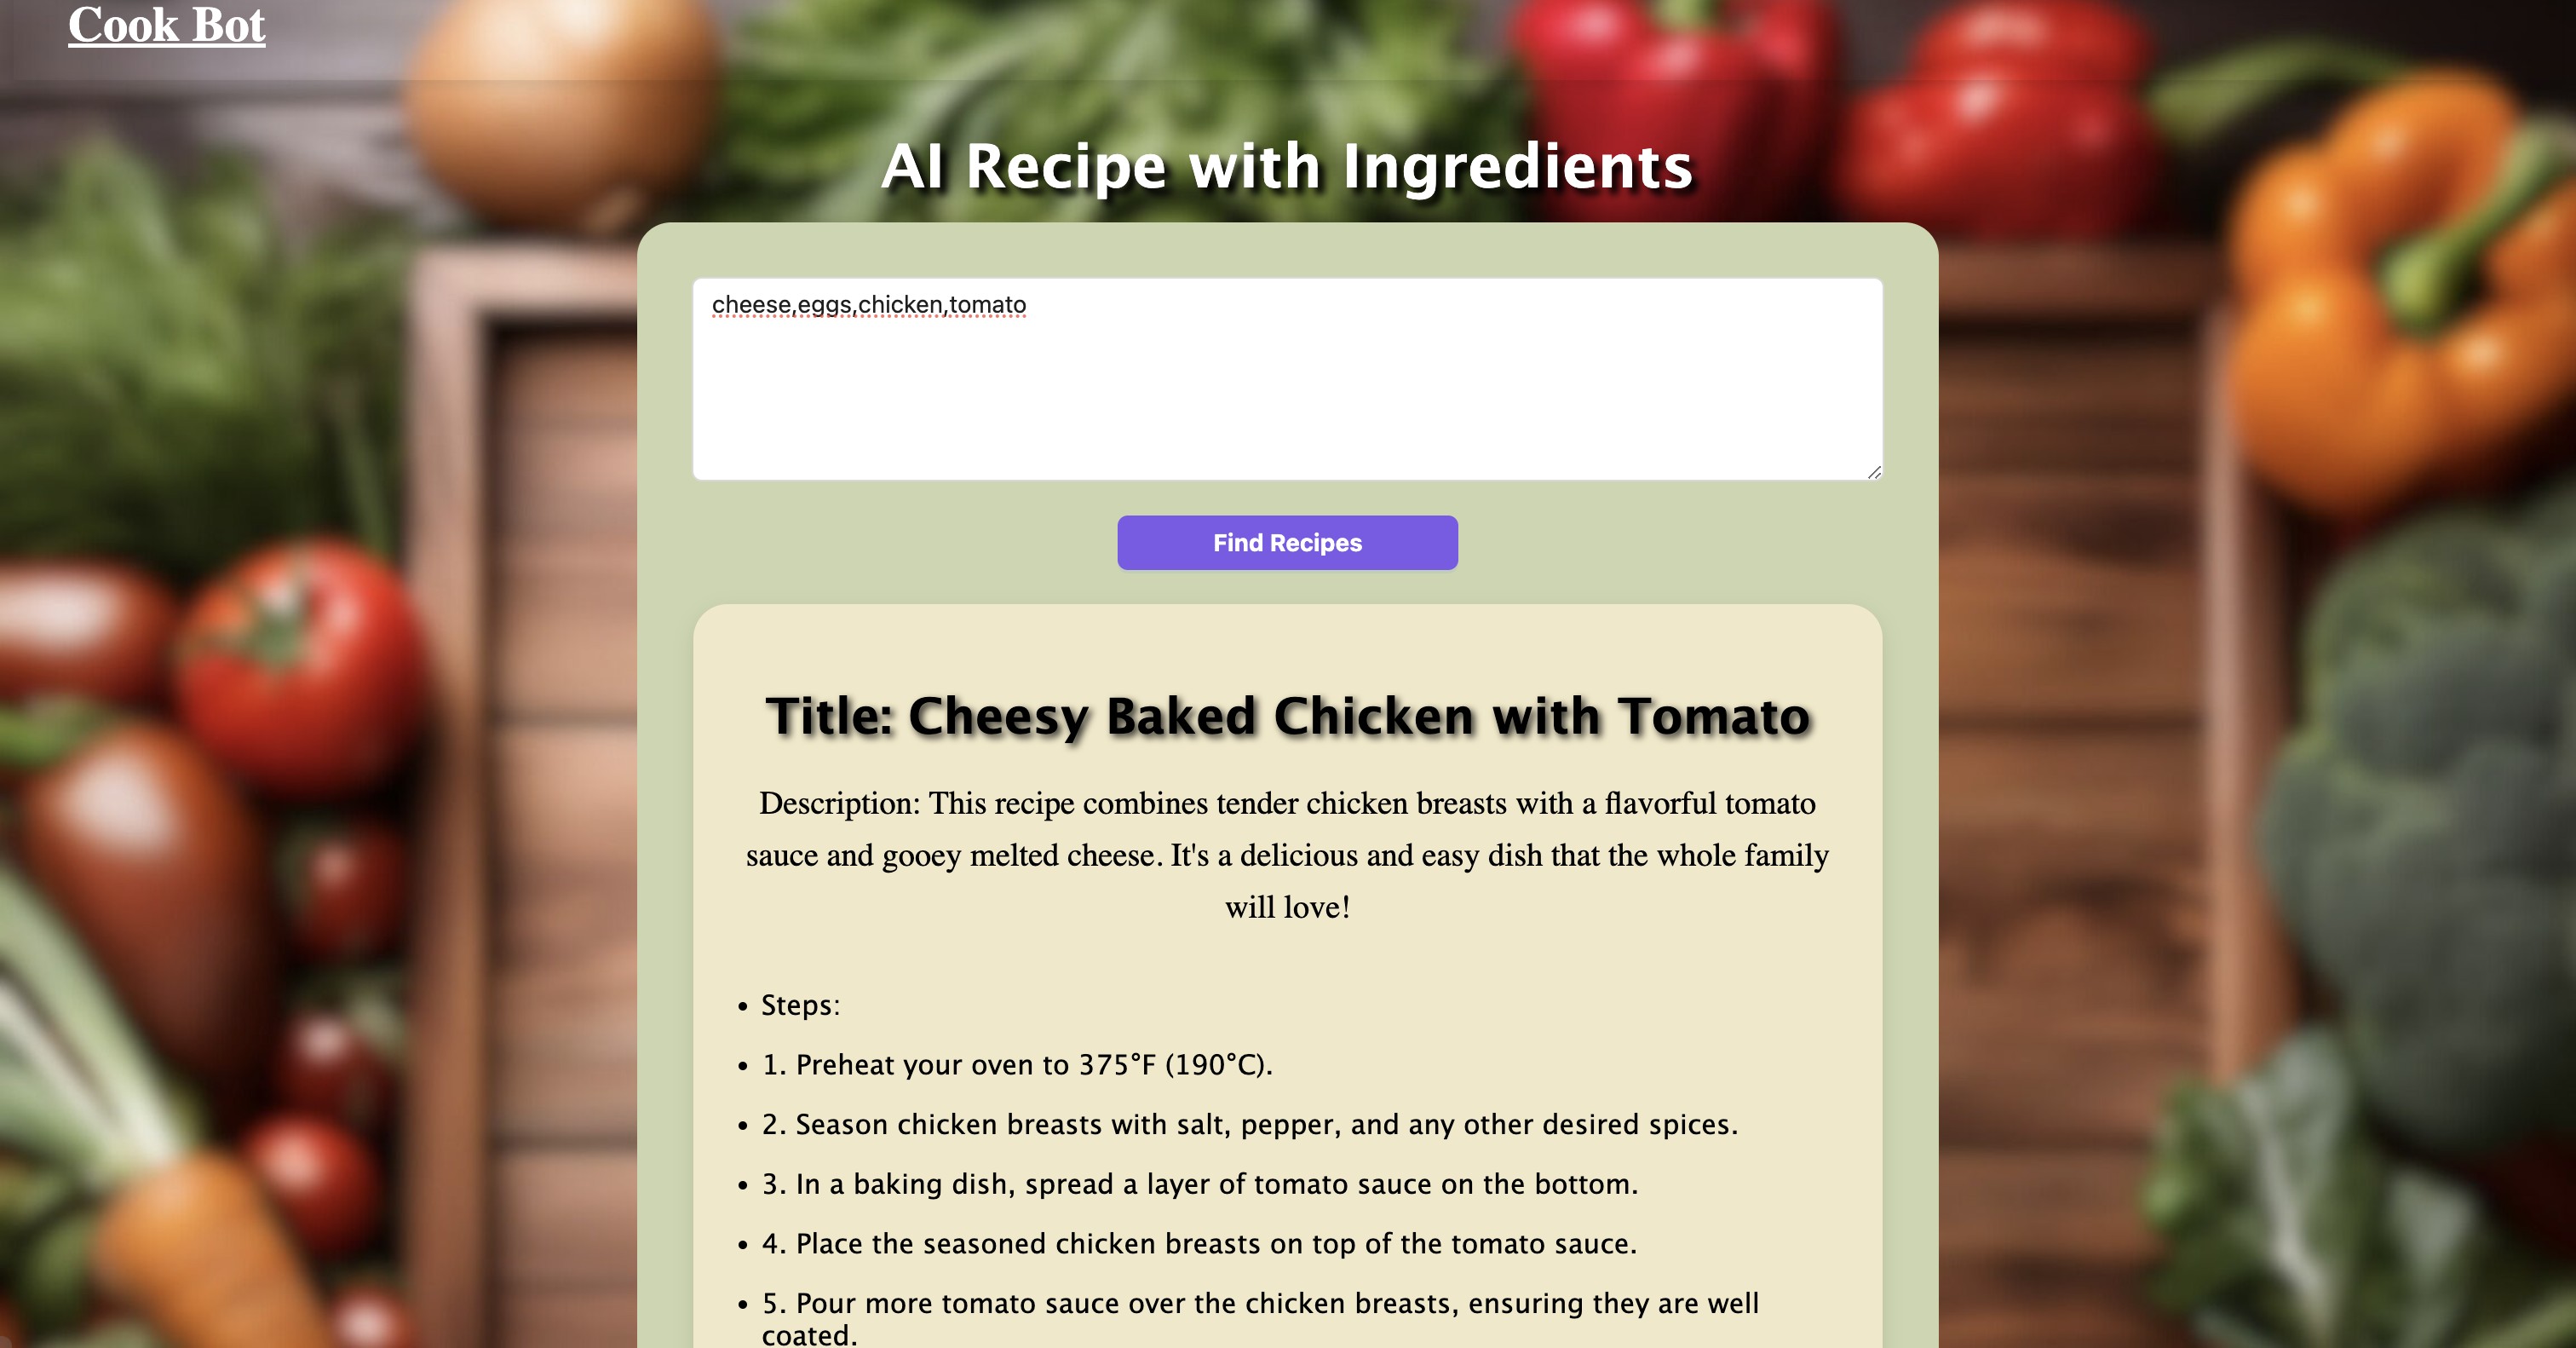 Cook Bot
AI Recipe with Ingredients
cheese,eggs,chicken,tomato
Find Recipes
Title: Cheesy Baked Chicken with Tomato
Description: This recipe combines tender chicken breasts with a flavorful tomato
sauce and gooey melted cheese. It's a delicious and easy dish that the whole family
will love!
• Steps:
• 1. Preheat your oven to 375°F (190°C).
• 2. Season chicken breasts with salt, pepper, and any other desired spices.
• 3. In a baking dish, spread a layer of tomato sauce on the bottom.
• 4. Place the seasoned chicken breasts on top of the tomato sauce.
• 5. Pour more tomato sauce over the chicken breasts, ensuring they are well
coated.